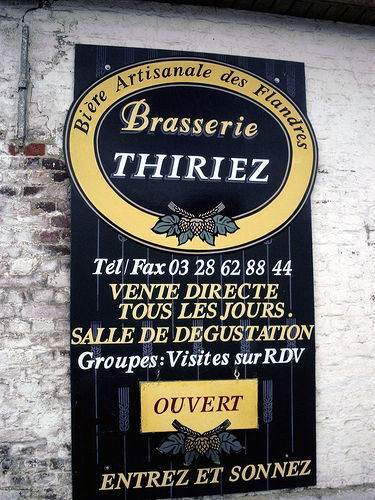 Bière Artisanale des Flandres
Brasserie
THIRIEZ
Tél/Fax 03 28 62 88 44
VENTE DIRECTE
TOUS LES JOURS.
SALLE DE DEGUSTATION
Groupes: Visites sur RDV
OUVERT
ENTREZ ET SONNEZ